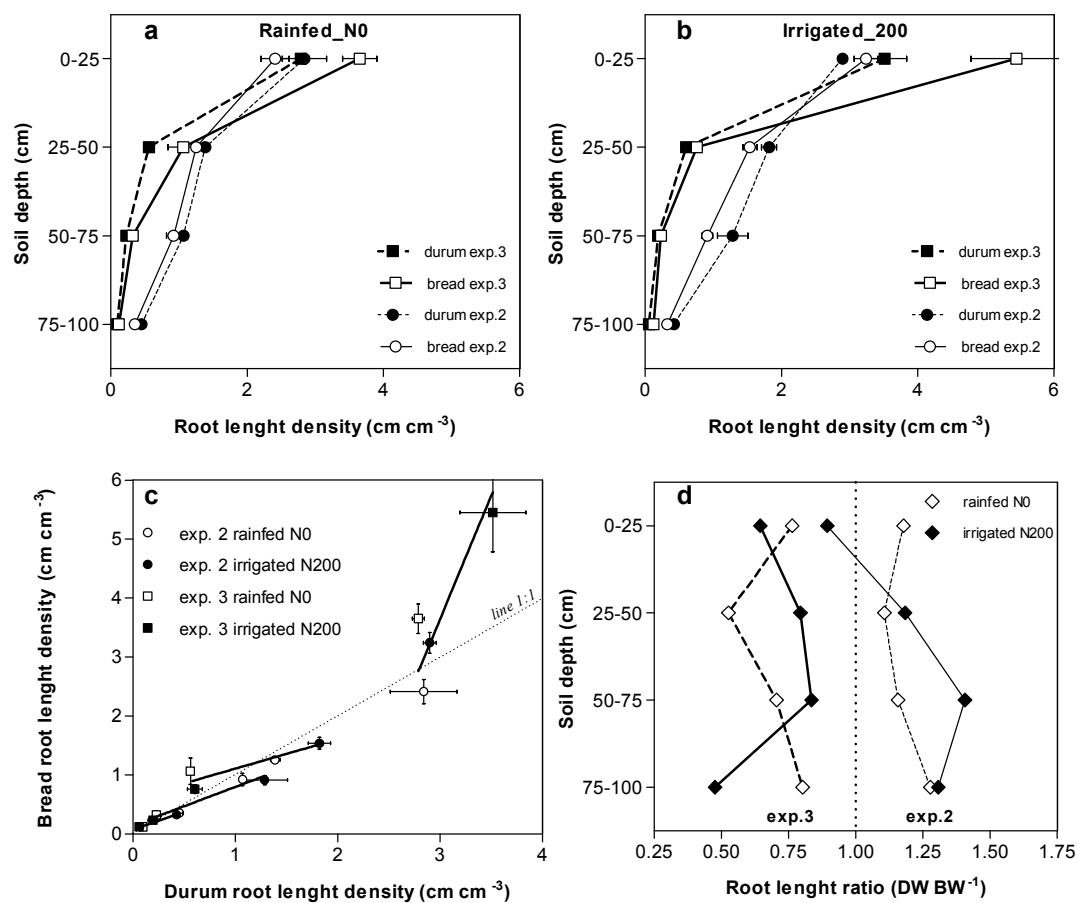 a
Rainfed_N0
0-25
25-50
50-75
75-100
Soil depth (cm)
durum exp.3
bread exp.3
durum exp.2
bread exp.2
0 2 4 6
Root lenght density (cm cm -3)
b
Irrigated_200
0-25
25-50
50-75
75-100
Soil depth (cm)
durum exp.3
bread exp.3
durum exp.2
bread exp.2
0 2 4 6
Root lenght density (cm cm -3)
c
6
5
4
3
2
1
0
Bread root lenght density (cm cm -3)
exp. 2 rainfed N0
exp. 2 irrigated N200
exp. 3 rainfed N0
exp. 3 irrigated N200
line 1:1
0 1 2 3 4
Durum root lenght density (cm cm -3)
d
rainfed N0
irrigated N200
0-25
25-50
50-75
75-100
Soil depth (cm)
exp.3
exp.2
0.25 0.50 0.75 1.00 1.25 1.50 1.75
Root lenght ratio (DW BW-1)